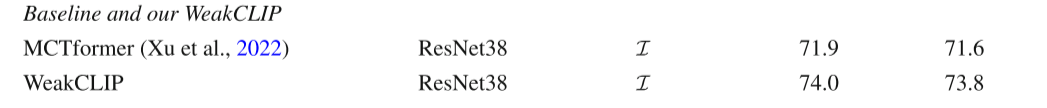 Baseline and our WeakCLIP
MCTformer (Xu et al., 2022) ResNet38 ℐ 71.9 71.6
WeakCLIP ResNet38 ℐ 74.0 73.8